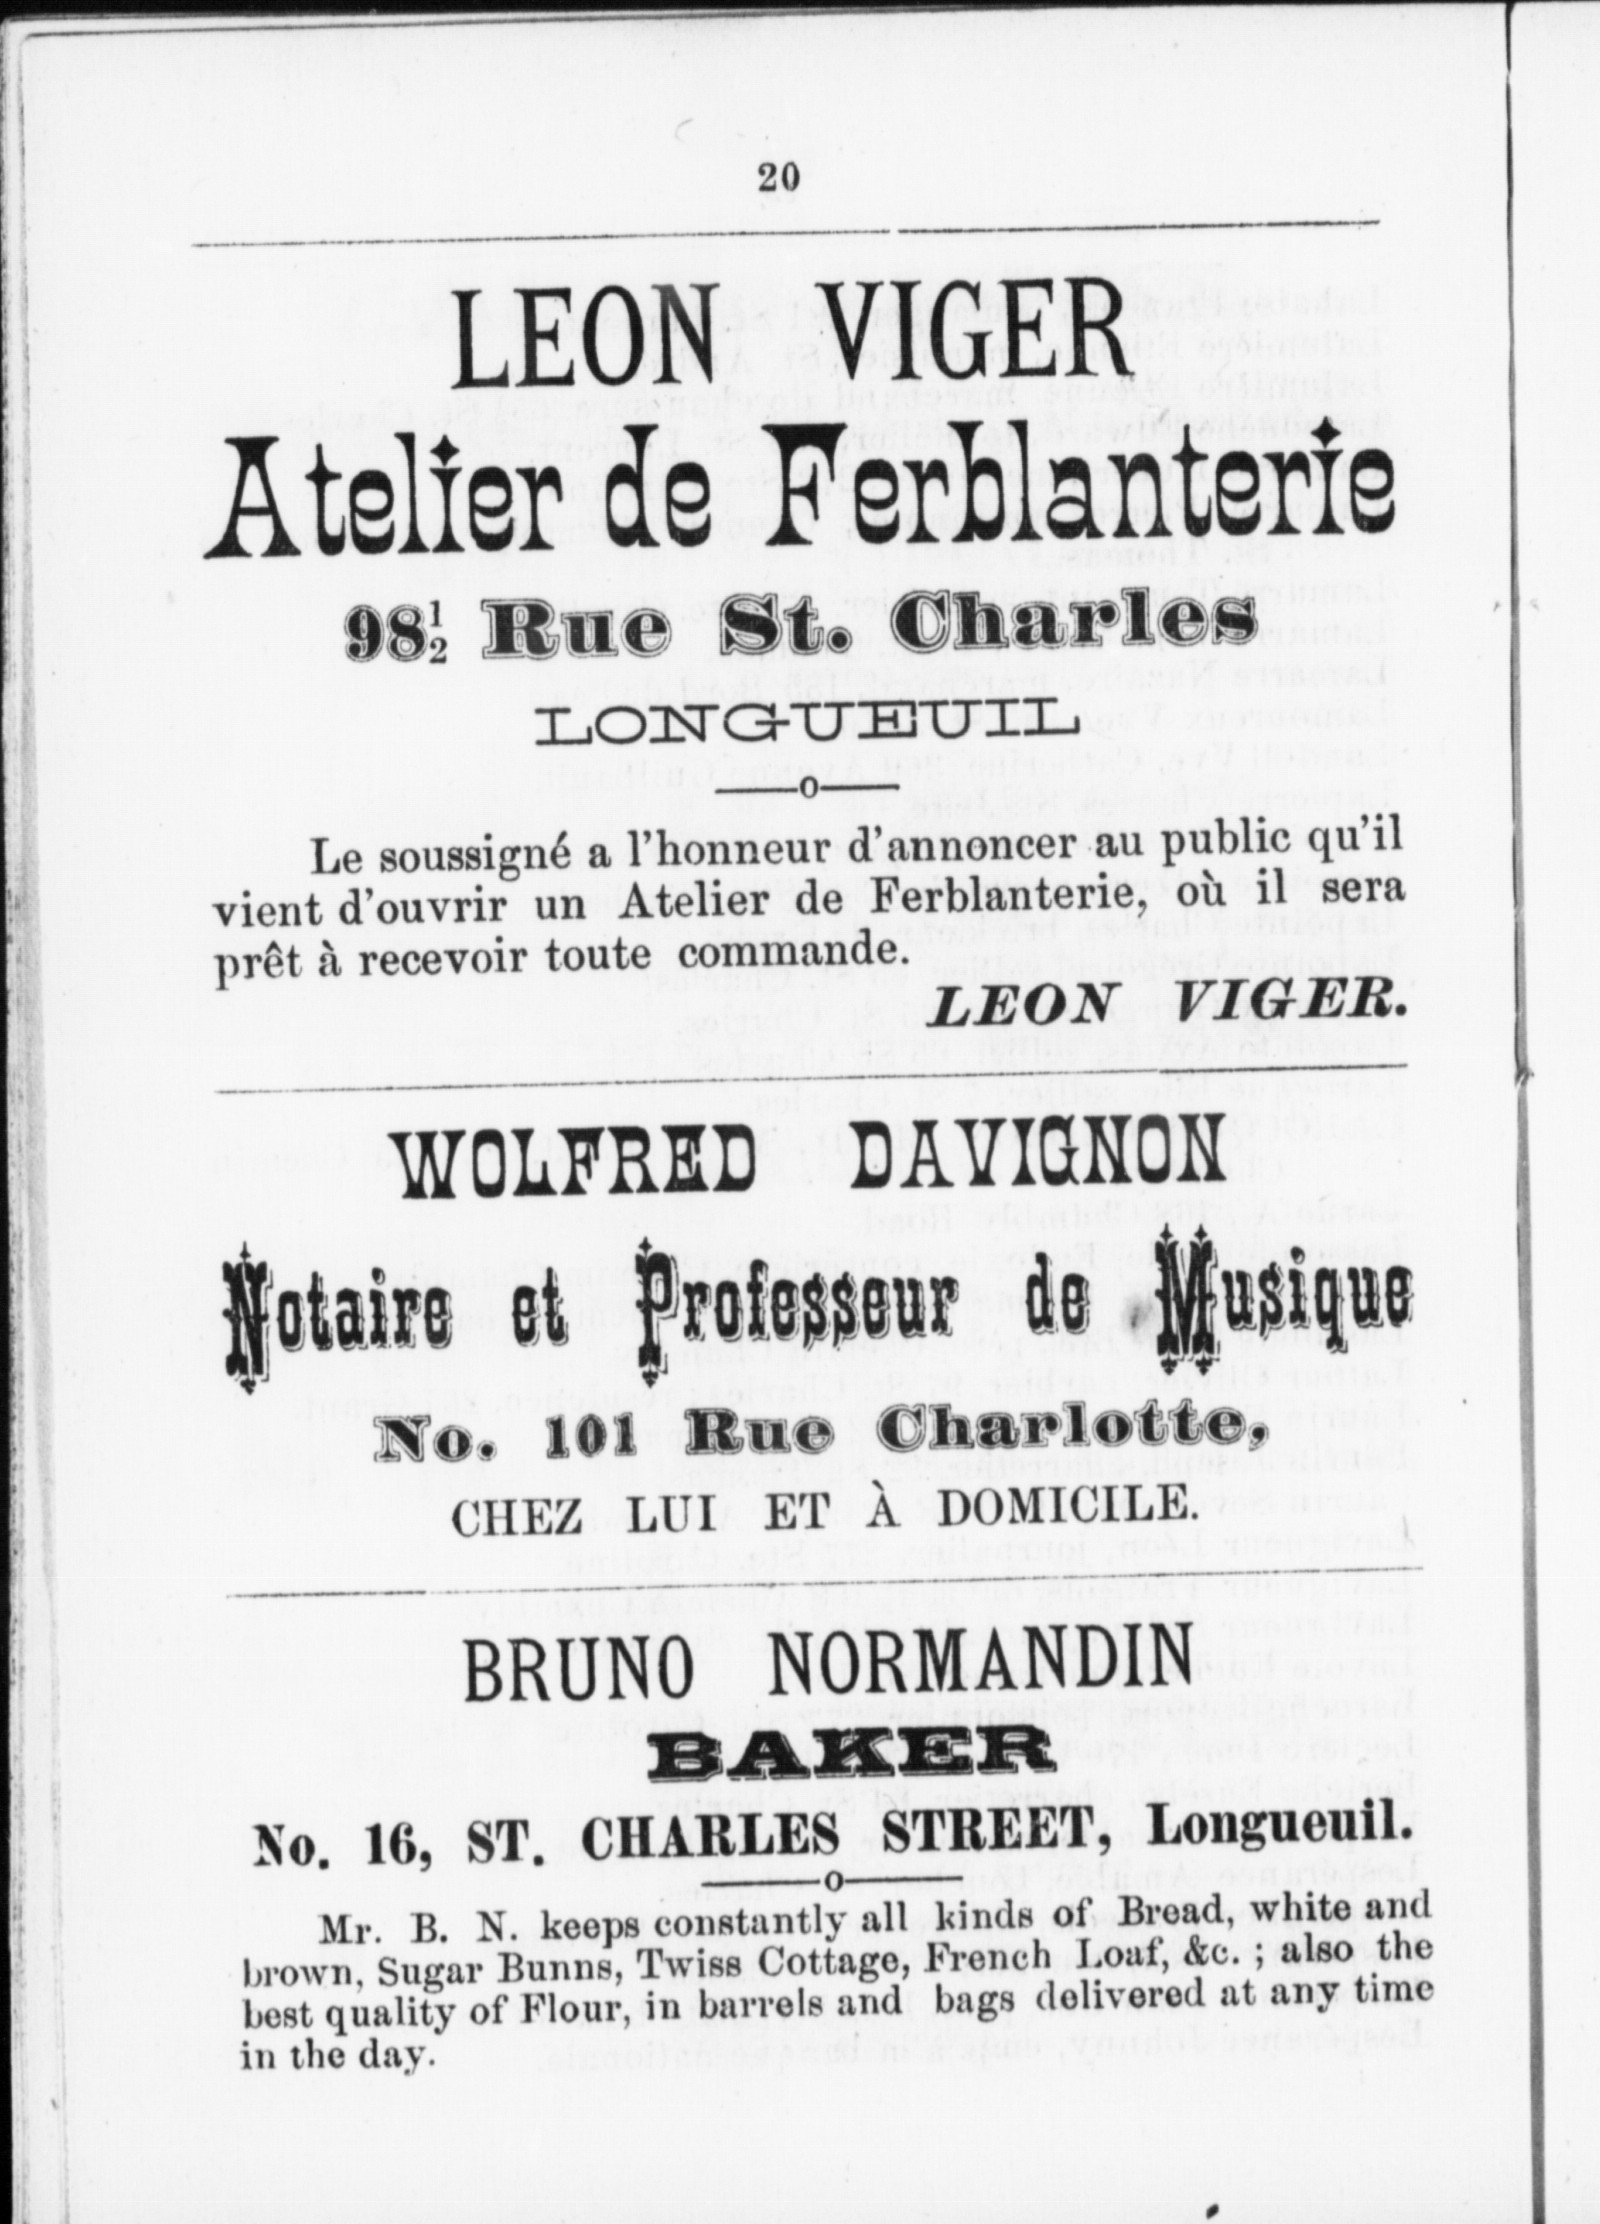 20
LEON VIGER
Atelier de Ferblanterie
98½ Rue St. Charles
LONGUEUIL
Le soussigné a l'honneur d'annoncer au public qu'il
vient d'ouvrir un Atelier de Ferblanterie, où il sera
prêt à recevoir toute commande.
LEON VIGER.
WOLFRED DAVIGNON
Notaire et Professeur de Musique
No. 101 Rue Charlotte,
CHEZ LUI ET À DOMICILE.
BRUNO NORMANDIN
BAKER
No. 16, ST. CHARLES STREET, Longueuil.
Mr. B. N. keeps constantly all kinds of Bread, white and
brown, Sugar Bunns, Twiss Cottage, French Loaf, &c. ; also the
best quality of Flour, in barrels and bags delivered at any time
in the day.